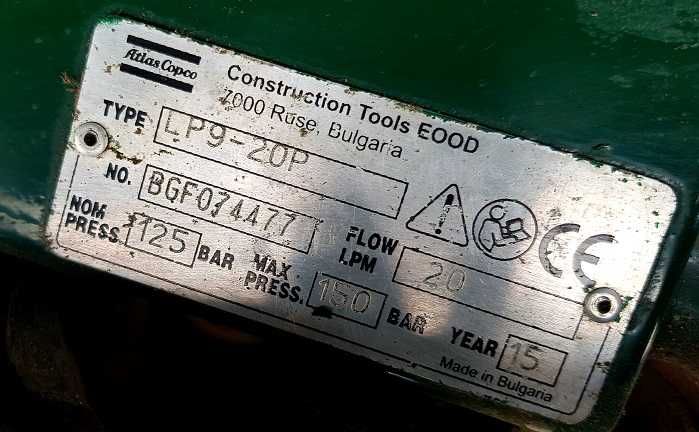 Atlas Copco
Construction Tools EOOD
7000 Ruse, Bulgaria
TYPE LP9-20P
NO. BGF074477
FLOW LPM 20
NOM PRESS. 125 BAR
MAX PRESS. 150 BAR
YEAR 15
CE
Made in Bulgaria